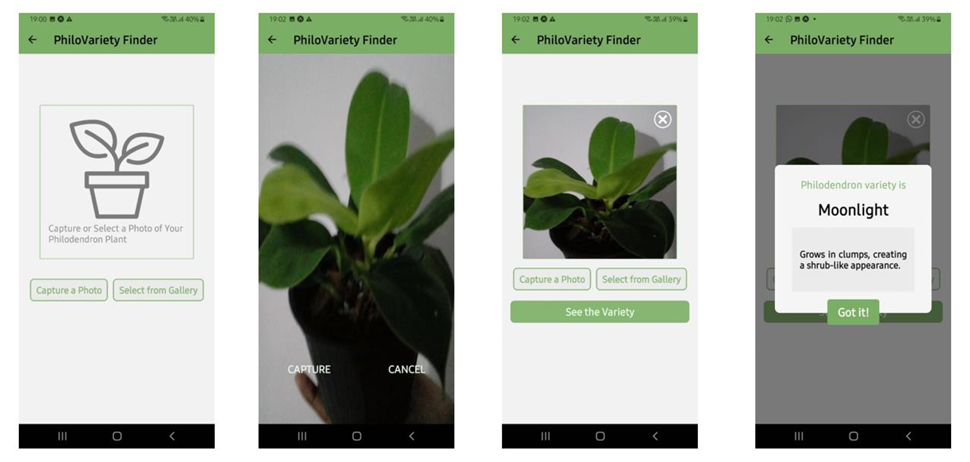 19:00
40%
PhiloVariety Finder
Capture or Select a Photo of Your
Philodendron Plant
Capture a Photo
Select from Gallery
19:02
40%
PhiloVariety Finder
CAPTURE
CANCEL
19:02
39%
PhiloVariety Finder
Capture a Photo
Select from Gallery
See the Variety
19:02
39%
PhiloVariety Finder
Philodendron variety is
Moonlight
Grows in clumps, creating
a shrub-like appearance.
Got it!